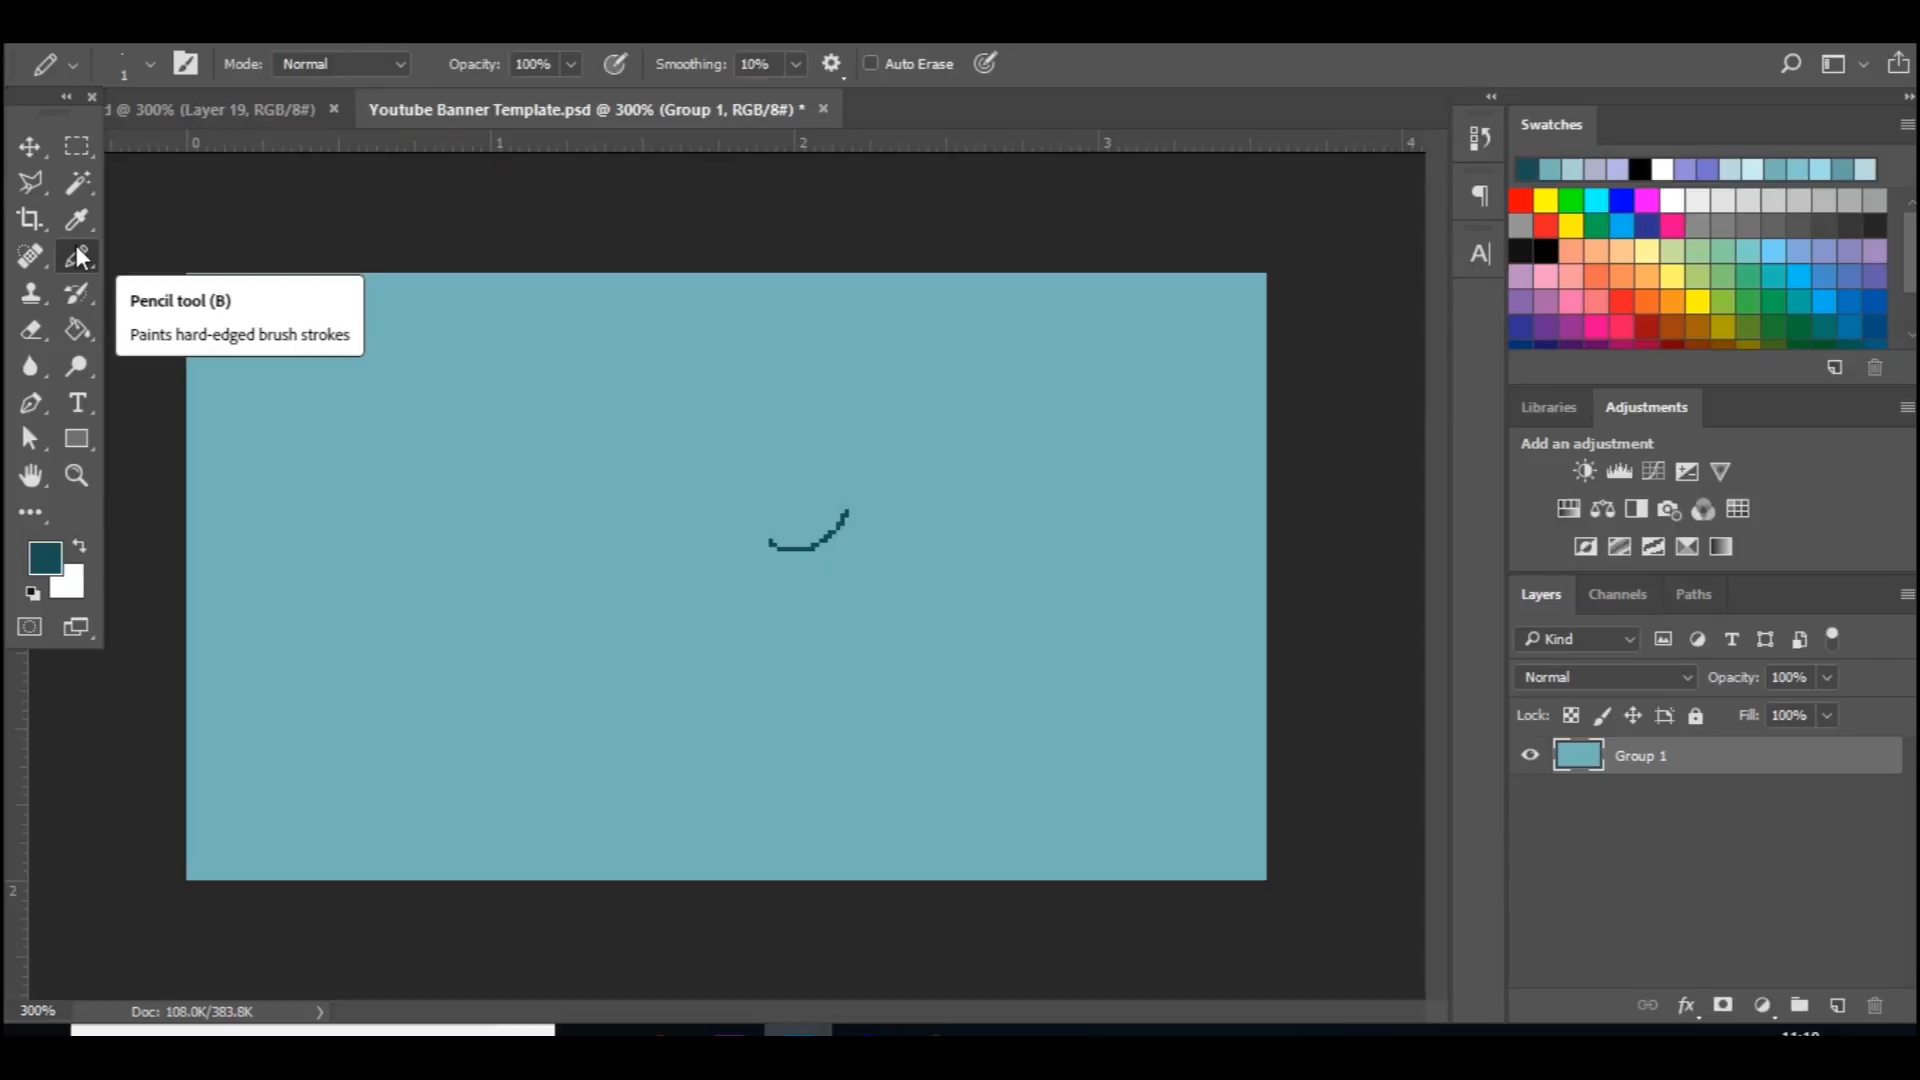 1
Mode: Normal
Opacity: 100%
Smoothing: 10%
Auto Erase
@ 300% (Layer 19, RGB/8#) ×
Youtube Banner Template.psd @ 300% (Group 1, RGB/8#) * ×
0 1 2 3 4
Pencil tool (B)
Paints hard-edged brush strokes
2
300%
Doc: 108.0K/383.8K
Swatches
Libraries
Adjustments
Add an adjustment
Layers
Channels
Paths
Kind
Normal
Opacity: 100%
Lock:
Fill: 100%
Group 1
fx